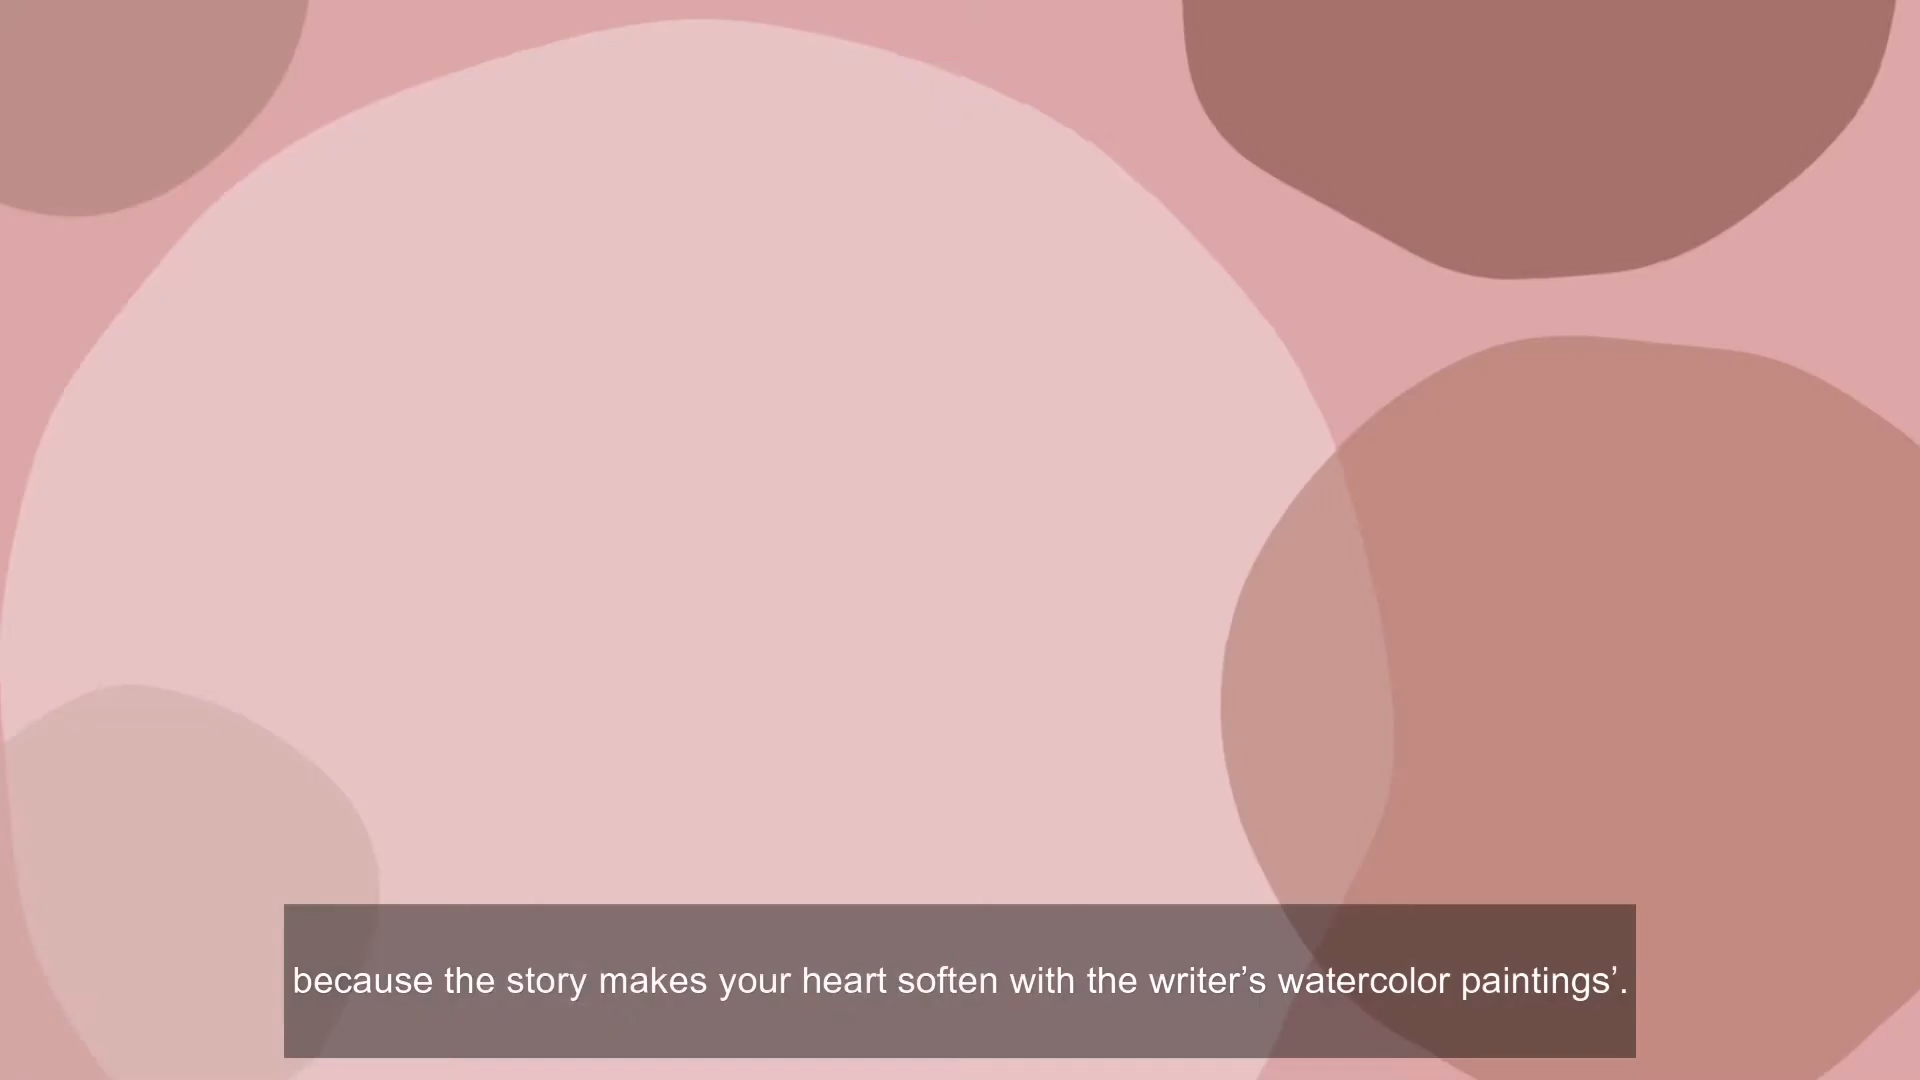 because the story makes your heart soften with the writer’s watercolor paintings’.